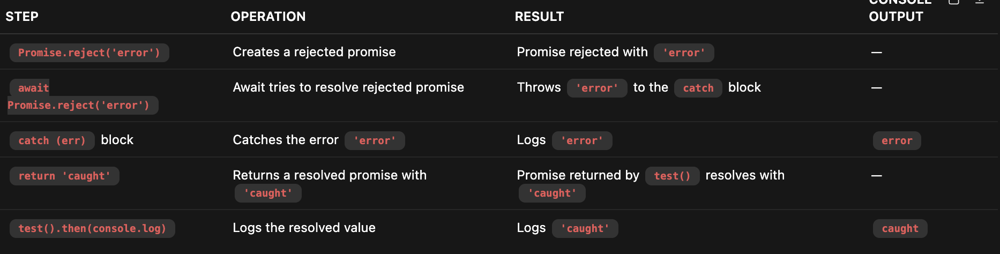 STEP OPERATION RESULT CONSOLE OUTPUT
Promise.reject('error') Creates a rejected promise Promise rejected with 'error' —
await Promise.reject('error') Await tries to resolve rejected promise Throws 'error' to the catch block —
catch (err) block Catches the error 'error' Logs 'error' error
return 'caught' Returns a resolved promise with 'caught' Promise returned by test() resolves with 'caught' —
test().then(console.log) Logs the resolved value Logs 'caught' caught